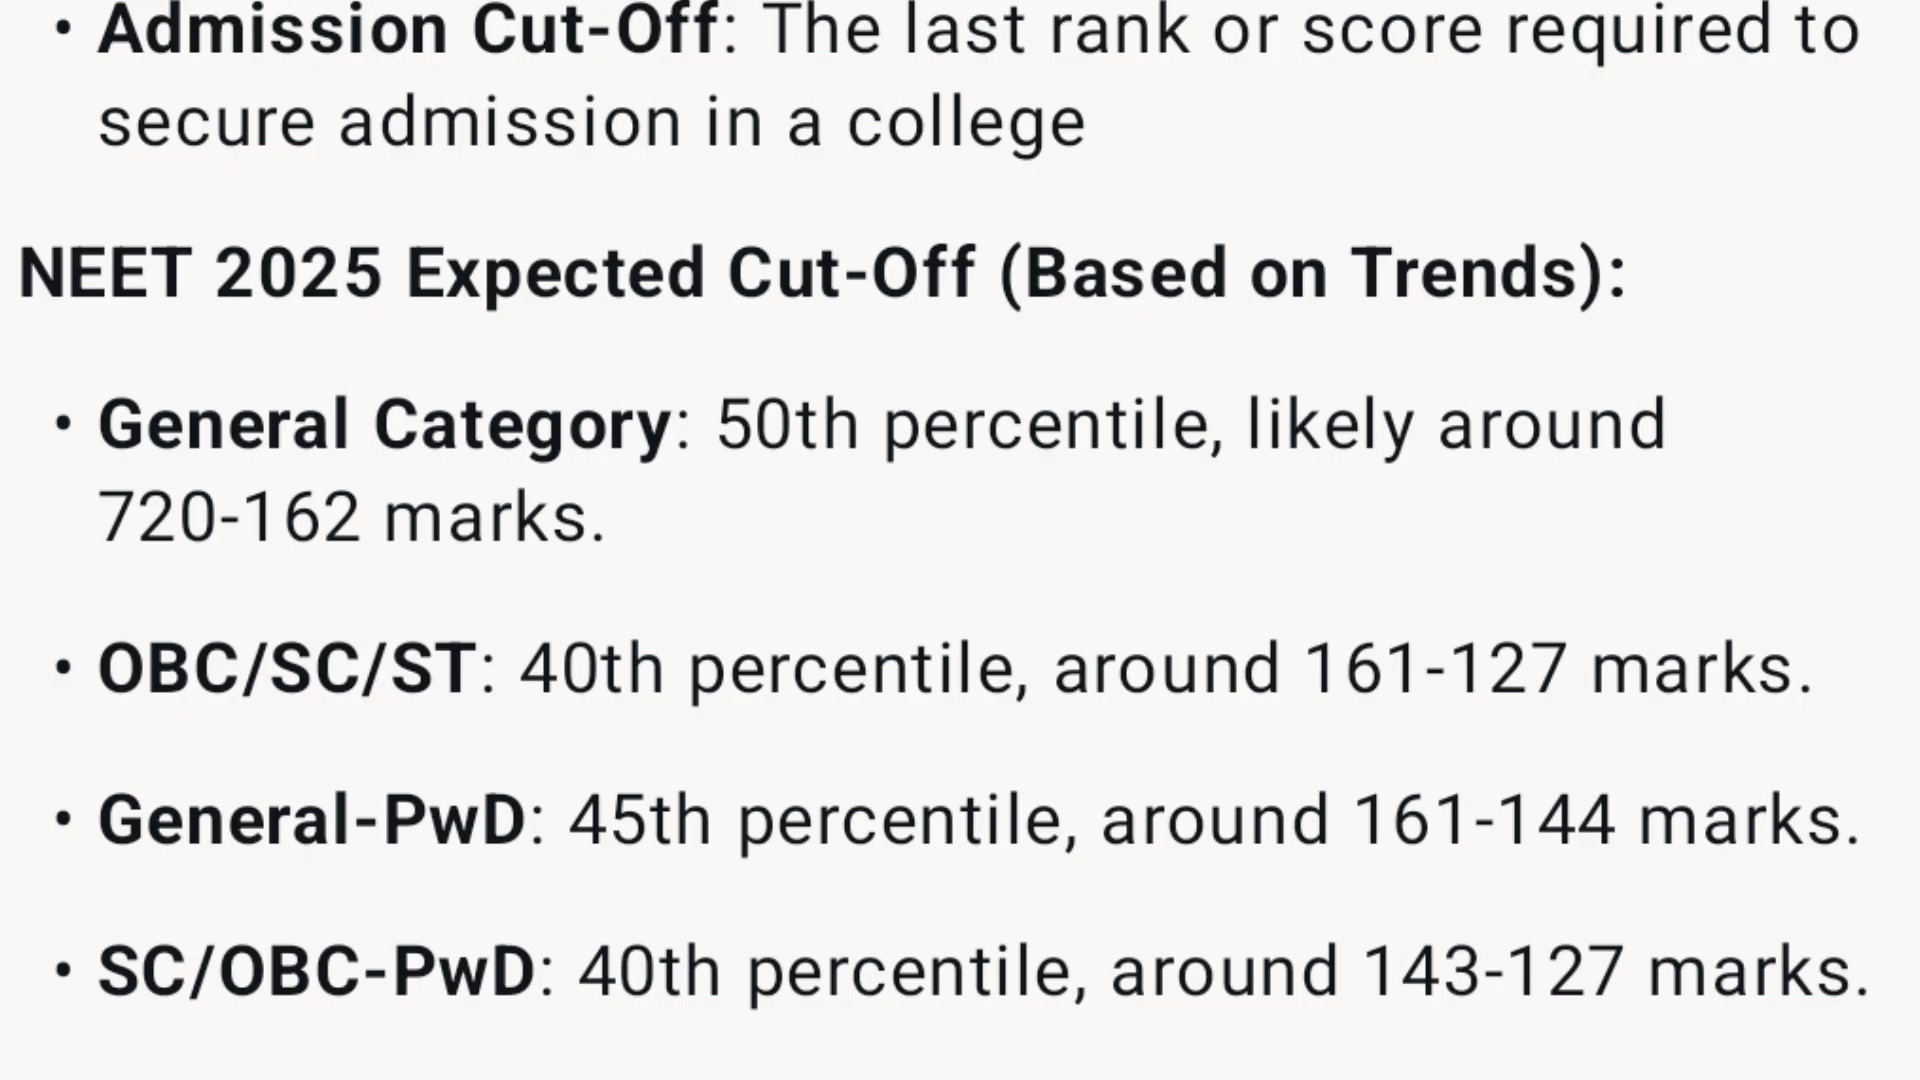 • Admission Cut-Off: The last rank or score required to
secure admission in a college
NEET 2025 Expected Cut-Off (Based on Trends):
• General Category: 50th percentile, likely around
720-162 marks.
• OBC/SC/ST: 40th percentile, around 161-127 marks.
• General-PwD: 45th percentile, around 161-144 marks.
• SC/OBC-PwD: 40th percentile, around 143-127 marks.